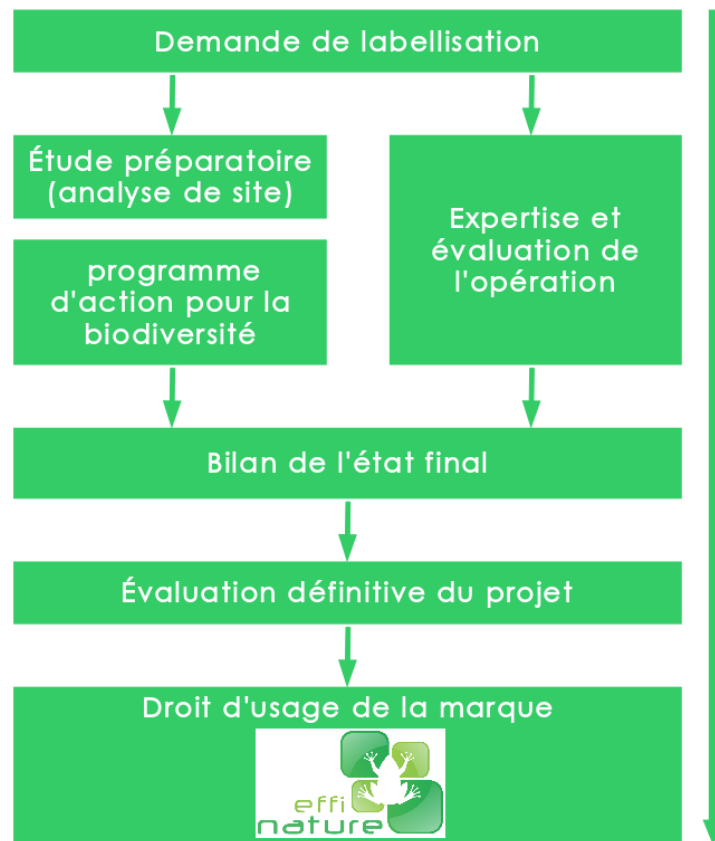 Demande de labellisation
Étude préparatoire
(analyse de site)
programme
d'action pour la
biodiversité
Expertise et
évaluation de
l'opération
Bilan de l'état final
Évaluation définitive du projet
Droit d'usage de la marque
effi
nature